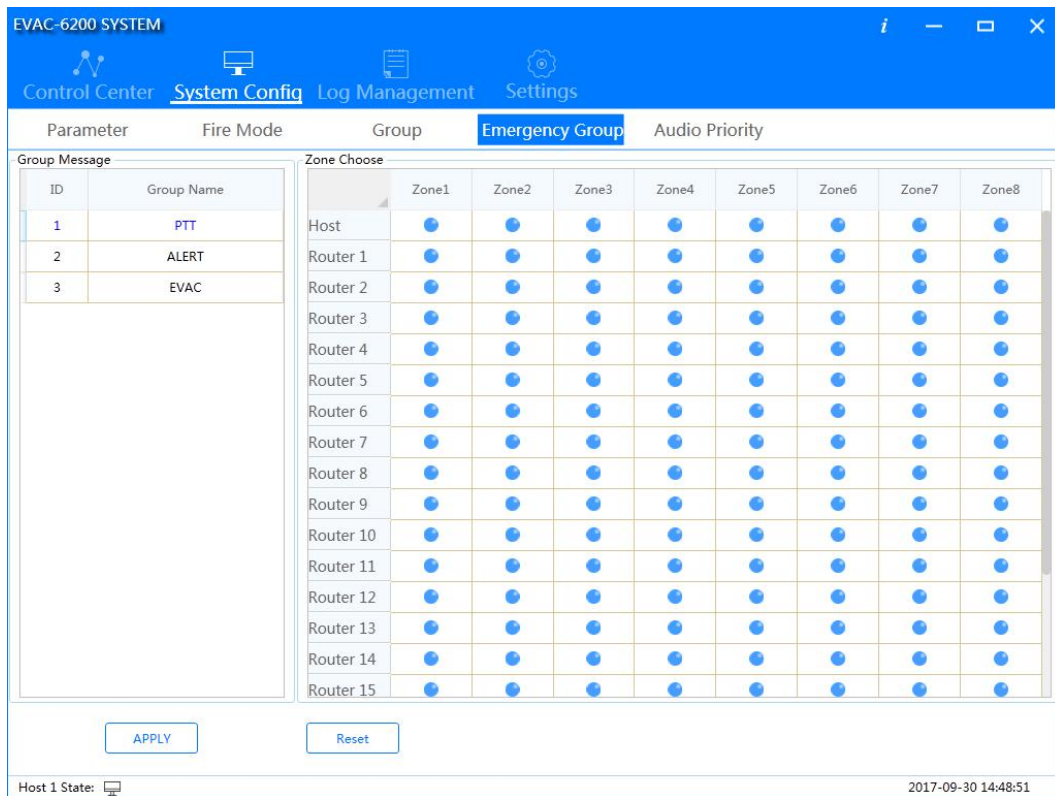 EVAC-6200 SYSTEM
i
Control Center System Config Log Management Settings
Parameter Fire Mode Group Emergency Group Audio Priority
Group Message Zone Choose
ID Group Name Zone1 Zone2 Zone3 Zone4 Zone5 Zone6 Zone7 Zone8
1 PTT Host
2 ALERT Router 1
3 EVAC Router 2
Router 3
Router 4
Router 5
Router 6
Router 7
Router 8
Router 9
Router 10
Router 11
Router 12
Router 13
Router 14
Router 15
APPLY Reset
Host 1 State: 2017-09-30 14:48:51